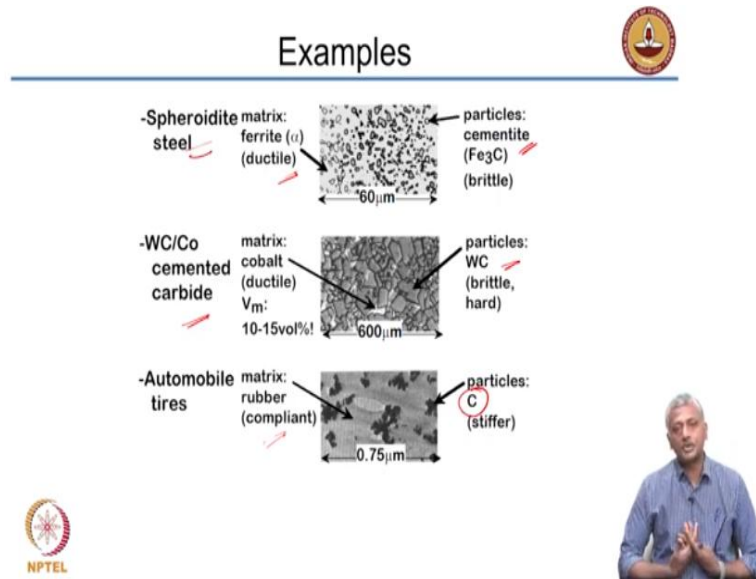 Examples
-Spheroidite
steel
matrix:
ferrite (α)
(ductile)
60μm
particles:
cementite
(Fe3C)
(brittle)
-WC/Co
cemented
carbide
matrix:
cobalt
(ductile)
Vm:
10-15vol%!
600μm
particles:
WC
(brittle,
hard)
-Automobile
tires
matrix:
rubber
(compliant)
0.75μm
particles:
C
(stiffer)
NPTEL